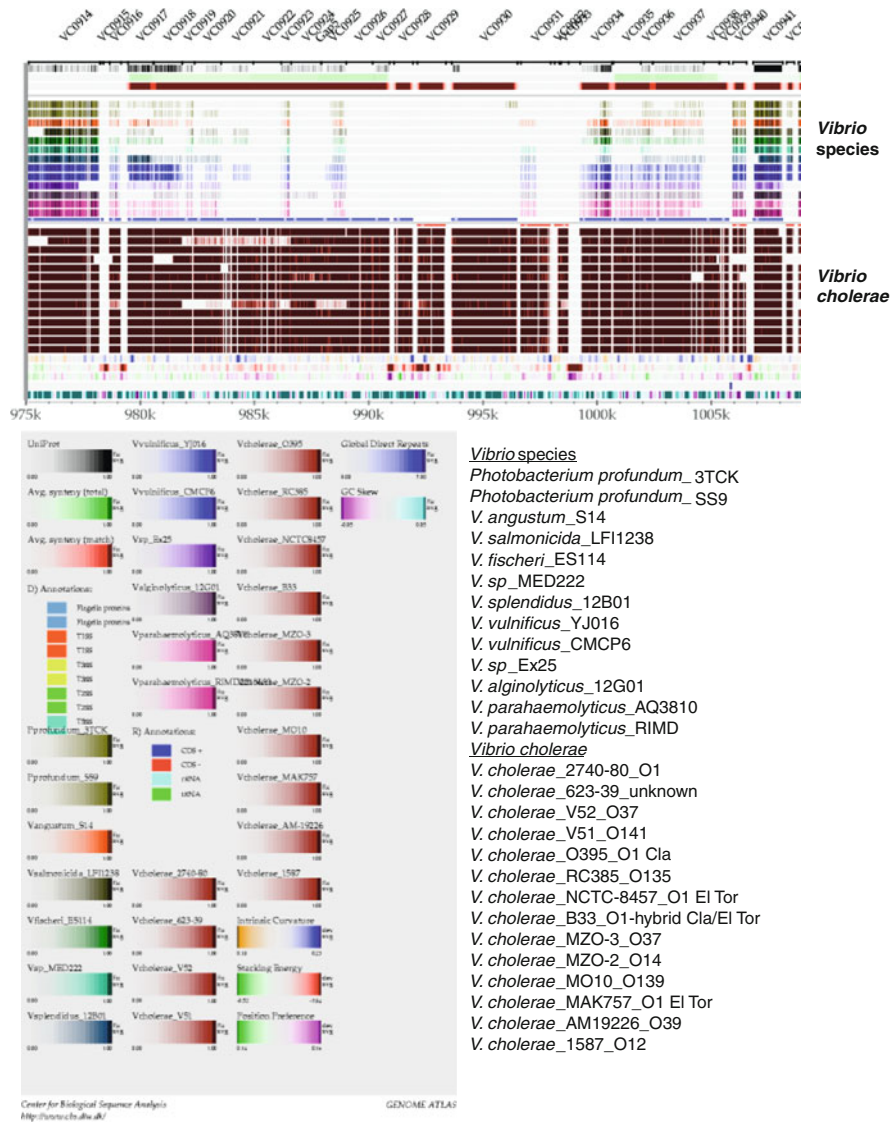 VC0914
VC0915
VC0916
VC0917
VC0918
VC0919
VC0920
VC0921
VC0922
VC0923
VC0924
VC0925
VC0926
VC0927
VC0928
VC0929
VC0930
VC0931
VC0934
VC0935
VC0936
VC0937
VC0938
VC0939
VC0940
VC0941
Vibrio
species
Vibrio
cholerae
975k 980k 985k 990k 995k 1000k 1005k
UniProt
Avg. synteny (total)
Avg. synteny (match)
D) Annotations:
Flagella proteins
Flagella proteins
T1SS
T1SS
T3SS
T3SS
T2SS
T2SS
Pprofundum_3TCK
Pprofundum_SS9
Vangustum_S14
Vsalmonicida_LFI1238
Vfischeri_ES114
Vsp_MED222
Vsplendidus_12B01
Vvulnificus_YJ016
Vvulnificus_CMCP6
Vsp_Ex25
Valginolyticus_12G01
Vparahaemolyticus_AQ3810
Vparahaemolyticus_RIMD
R) Annotations:
CDS +
CDS -
rRNA
tRNA
Vcholerae_2740-80
Vcholerae_623-39
Vcholerae_V52
Vcholerae_V51
Vcholerae_O395
Vcholerae_RC385
Vcholerae_NCTC8457
Vcholerae_B33
Vcholerae_MZO-3
Vcholerae_MZO-2
Vcholerae_MO10
Vcholerae_MAK757
Vcholerae_AM-19226
Vcholerae_1587
Intrinsic Curvature
Stacking Energy
Position Preference
Global Direct Repeats
GC Skew
Vibrio species
Photobacterium profundum_3TCK
Photobacterium profundum_SS9
V. angustum_S14
V. salmonicida_LFI1238
V. fischeri_ES114
V. sp_MED222
V. splendidus_12B01
V. vulnificus_YJ016
V. vulnificus_CMCP6
V. sp_Ex25
V. alginolyticus_12G01
V. parahaemolyticus_AQ3810
V. parahaemolyticus_RIMD
Vibrio cholerae
V. cholerae_2740-80_O1
V. cholerae_623-39_unknown
V. cholerae_V52_O37
V. cholerae_V51_O141
V. cholerae_O395_O1 Cla
V. cholerae_RC385_O135
V. cholerae_NCTC-8457_O1 El Tor
V. cholerae_B33_O1-hybrid Cla/El Tor
V. cholerae_MZO-3_O37
V. cholerae_MZO-2_O14
V. cholerae_MO10_O139
V. cholerae_MAK757_O1 El Tor
V. cholerae_AM19226_O39
V. cholerae_1587_O12
Center for Biological Sequence Analysis
http://www.cbs.dtu.dk/
GENOME ATLAS